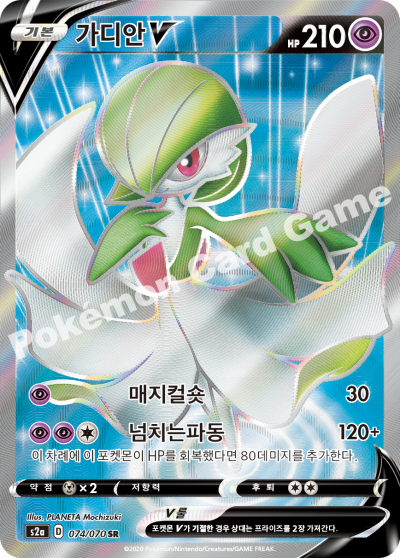 기본 가디안V HP 210
Pokémon Card Game
매지컬숏 30
넘치는파동 120+
이 차례에 이 포켓몬이 HP를 회복했다면 80데미지를 추가한다.
약점 ×2 저항력 후퇴
Illus. PLANETA Mochizuki
V룰
s2a D 074/070 SR
포켓몬 V가 기절한 경우 상대는 프라이즈를 2장 가져간다.
©2020 Pokémon/Nintendo/Creatures/GAME FREAK.